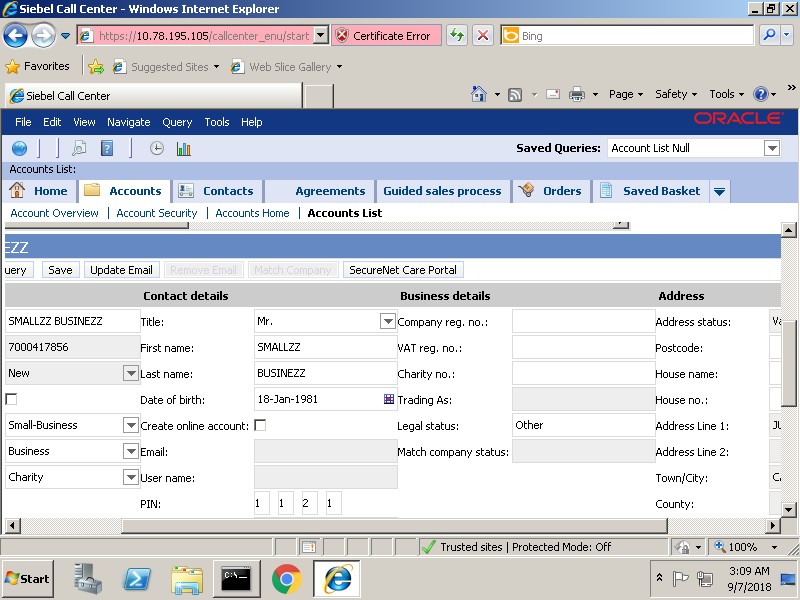 Siebel Call Center - Windows Internet Explorer
https://10.78.195.105/callcenter_enu/start
Certificate Error
Bing
Favorites
Suggested Sites
Web Slice Gallery
Siebel Call Center
Page
Safety
Tools
»
File Edit View Navigate Query Tools Help
ORACLE
Saved Queries: Account List Null
Accounts List:
Home Accounts Contacts Agreements Guided sales process Orders Saved Basket
Account Overview | Account Security | Accounts Home | Accounts List
EZZ
uery Save Update Email Remove Email Match Company SecureNet Care Portal
Contact details Business details Address
SMALLZZ BUSINEZZ Title: Mr. Company reg. no.: Address status: Va
7000417856 First name: SMALLZZ VAT reg. no.: Postcode:
New Last name: BUSINEZZ Charity no.: House name:
Date of birth: 18-Jan-1981 Trading As: House no.:
Small-Business Create online account: Legal status: Other Address Line 1: JU
Business Email: Match company status: Address Line 2:
Charity User name: Town/City: Ca
PIN: 1 1 2 1 County:
Trusted sites | Protected Mode: Off
100%
Start
3:09 AM
9/7/2018